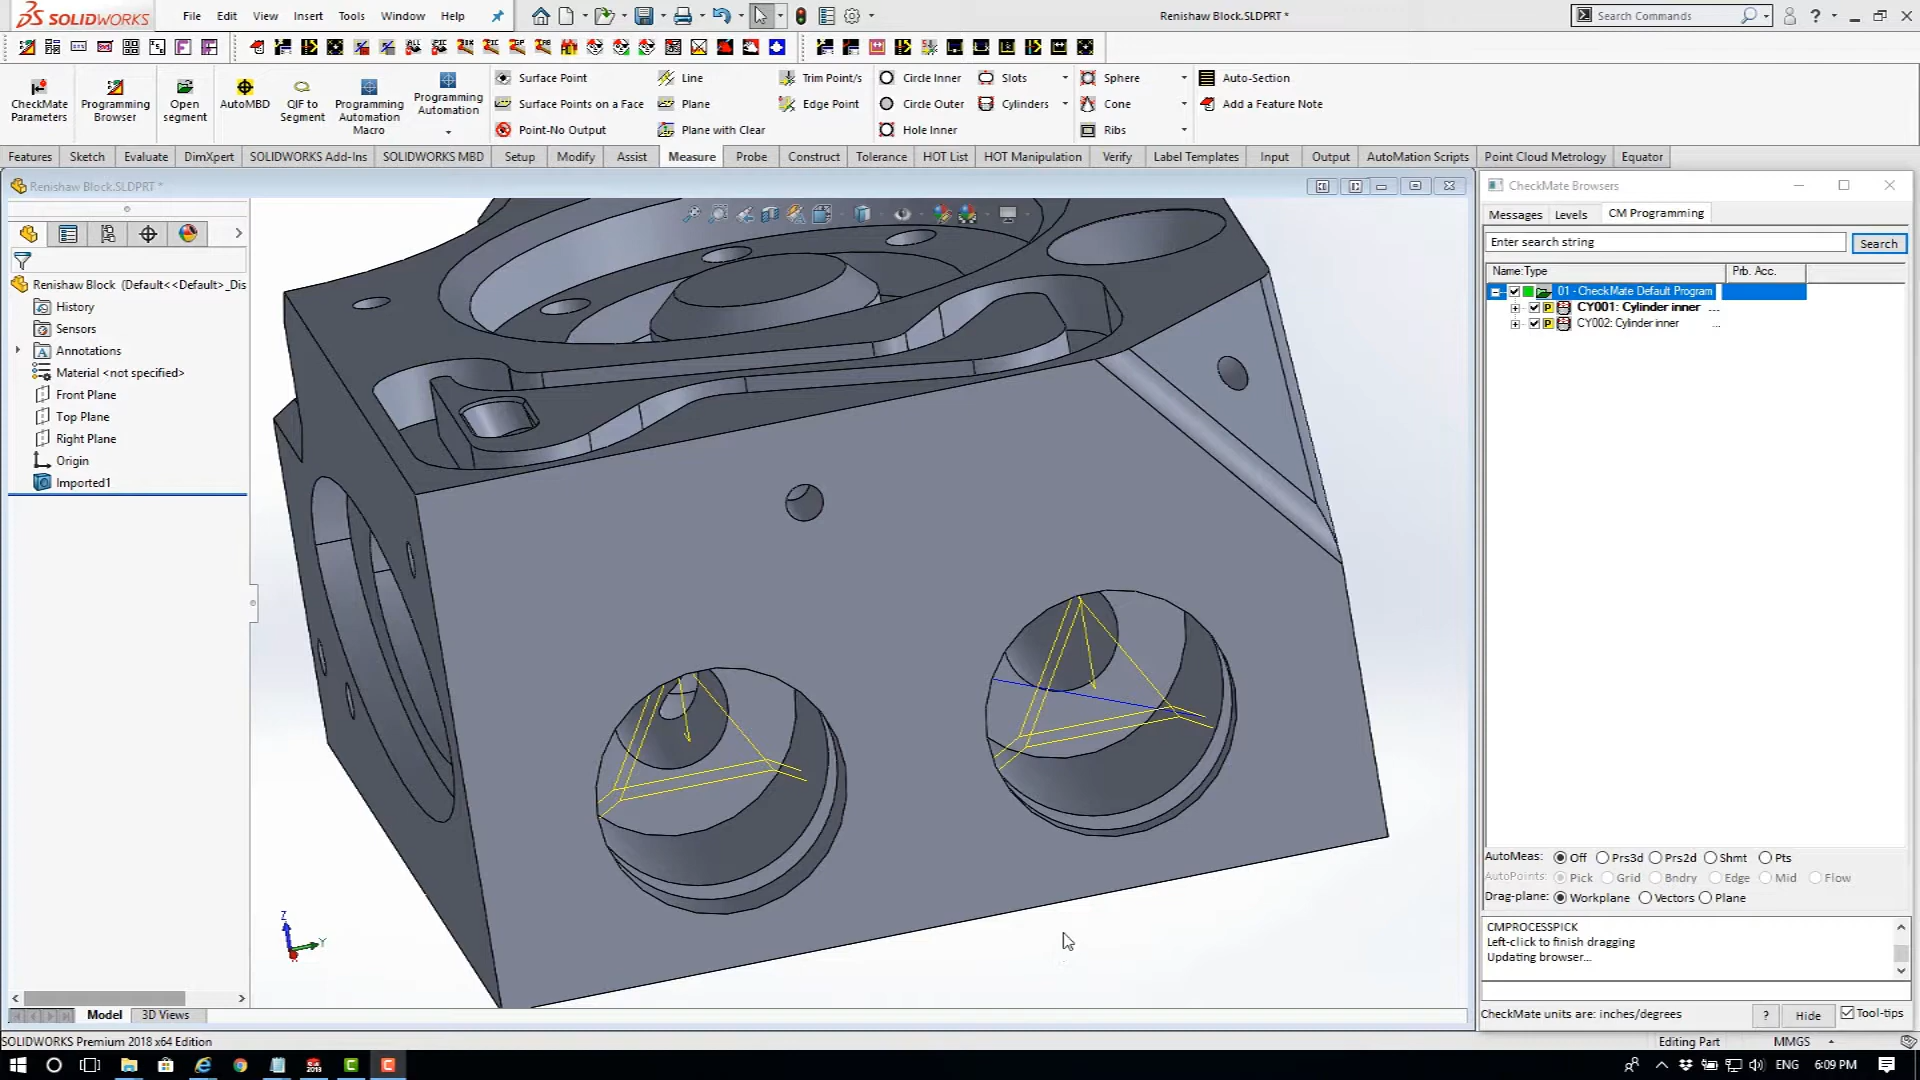 SOLIDWORKS File Edit View Insert Tools Window Help
Renishaw Block.SLDPRT *
Search Commands
CheckMate Parameters
Programming Browser
Open segment
AutoMBD
QIF to Segment
Programming Automation Macro
Programming Automation
Surface Point
Surface Points on a Face
Point-No Output
Line
Plane
Plane with Clear
Trim Point/s
Edge Point
Circle Inner
Circle Outer
Hole Inner
Slots
Cylinders
Sphere
Cone
Ribs
Auto-Section
Add a Feature Note
Features Sketch Evaluate DimXpert SOLIDWORKS Add-Ins SOLIDWORKS MBD Setup Modify Assist Measure Probe Construct Tolerance HOT List HOT Manipulation Verify Label Templates Input Output AutoMation Scripts Point Cloud Metrology Equator
Renishaw Block.SLDPRT *
Renishaw Block (Default<<Default>_Dis
History
Sensors
Annotations
Material <not specified>
Front Plane
Top Plane
Right Plane
Origin
Imported1
Z
Y
Model 3D Views
CheckMate Browsers
Messages Levels CM Programming
Enter search string
Search
Name:Type Prb. Acc.
01 - CheckMate Default Program
CY001: Cylinder inner ...
CY002: Cylinder inner ...
AutoMeas: Off Prs3d Prs2d Shmt Pts
AutoPoints: Pick Grid Bndry Edge Mid Flow
Drag-plane: Workplane Vectors Plane
CMPROCESSPICK
Left-click to finish dragging
Updating browser...
CheckMate units are: inches/degrees
? Hide Tool-tips
SOLIDWORKS Premium 2018 x64 Edition
Editing Part MMGS
ENG 6:09 PM